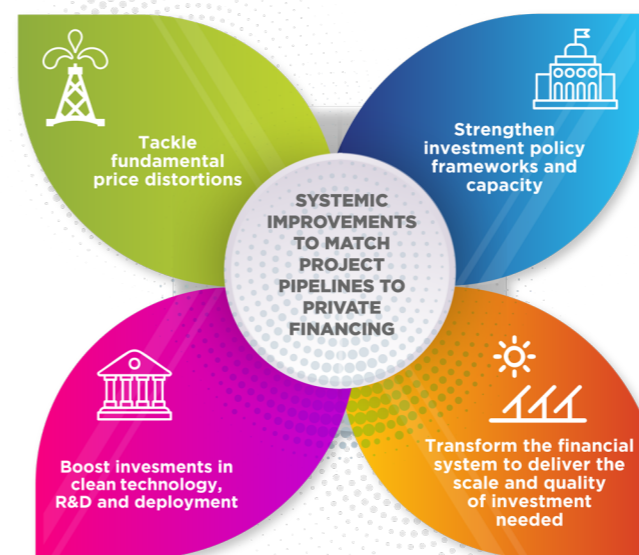 Tackle
fundamental
price distortions
Strengthen
investment policy
frameworks and
capacity
SYSTEMIC
IMPROVEMENTS
TO MATCH
PROJECT
PIPELINES TO
PRIVATE
FINANCING
Boost invesments in
clean technology,
R&D and deployment
Transform the financial
system to deliver the
scale and quality
of investment
needed